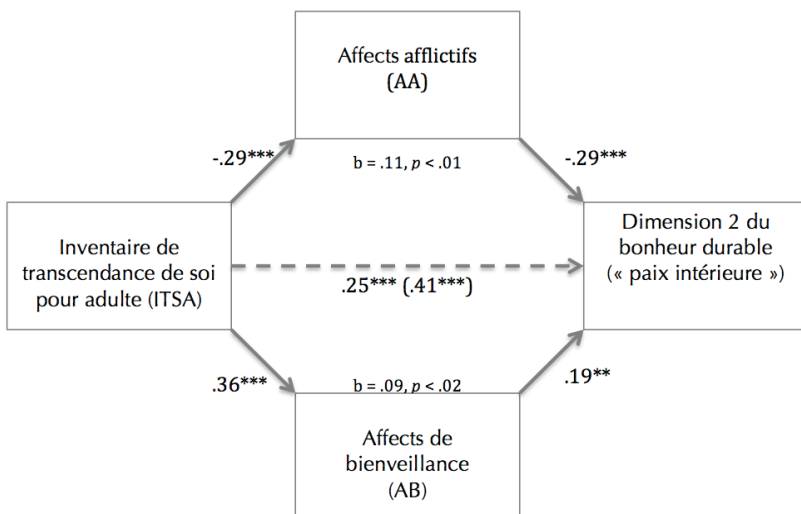 Affects afflictifs
(AA)
-.29***
b = .11, p < .01
-.29***
Inventaire de
transcendance de soi
pour adulte (ITSA)
.25*** (.41***)
Dimension 2 du
bonheur durable
(« paix intérieure »)
.36***
b = .09, p < .02
.19**
Affects de
bienveillance
(AB)